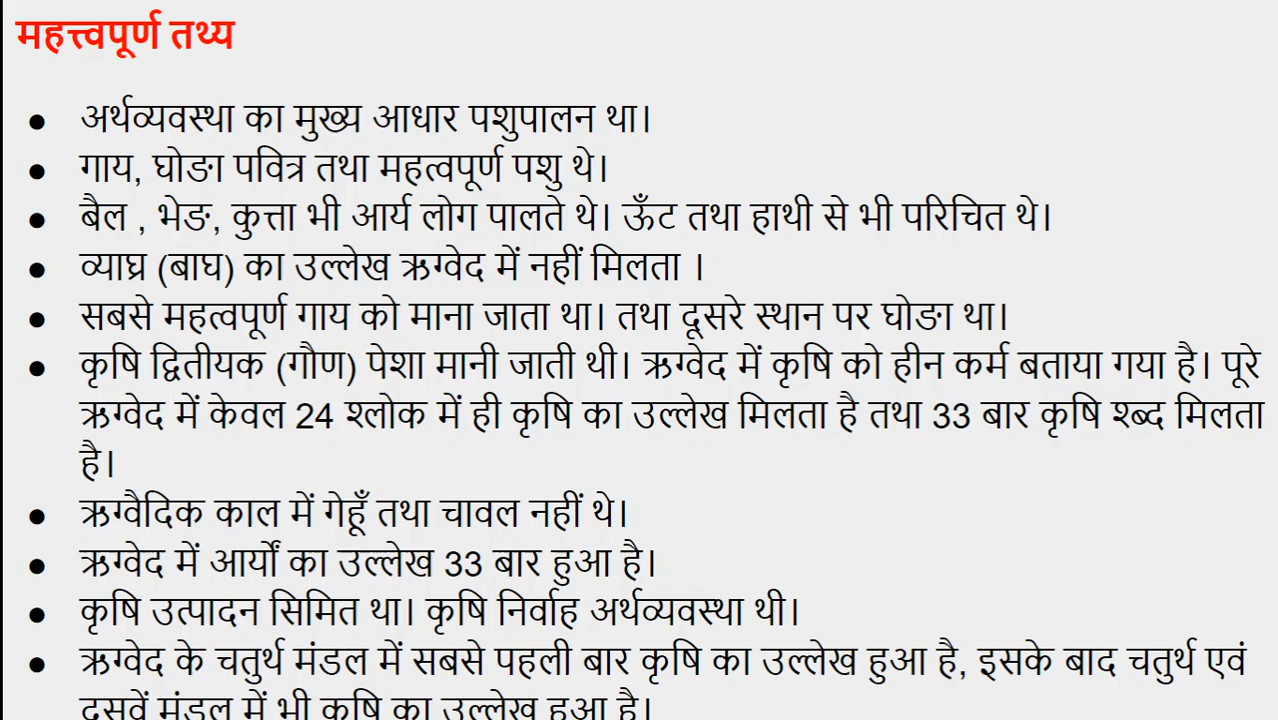 महत्त्वपूर्ण तथ्य
● अर्थव्यवस्था का मुख्य आधार पशुपालन था।
● गाय, घोङा पवित्र तथा महत्वपूर्ण पशु थे।
● बैल , भेङ, कुत्ता भी आर्य लोग पालते थे। ऊँट तथा हाथी से भी परिचित थे।
● व्याघ्र (बाघ) का उल्लेख ऋग्वेद में नहीं मिलता ।
● सबसे महत्वपूर्ण गाय को माना जाता था। तथा दूसरे स्थान पर घोङा था।
● कृषि द्वितीयक (गौण) पेशा मानी जाती थी। ऋग्वेद में कृषि को हीन कर्म बताया गया है। पूरे
ऋग्वेद में केवल 24 श्लोक में ही कृषि का उल्लेख मिलता है तथा 33 बार कृषि श्ब्द मिलता
है।
● ऋग्वैदिक काल में गेहूँ तथा चावल नहीं थे।
● ऋग्वेद में आर्यों का उल्लेख 33 बार हुआ है।
● कृषि उत्पादन सिमित था। कृषि निर्वाह अर्थव्यवस्था थी।
● ऋग्वेद के चतुर्थ मंडल में सबसे पहली बार कृषि का उल्लेख हुआ है, इसके बाद चतुर्थ एवं
दसवें मंडल में भी कृषि का उल्लेख हुआ है।